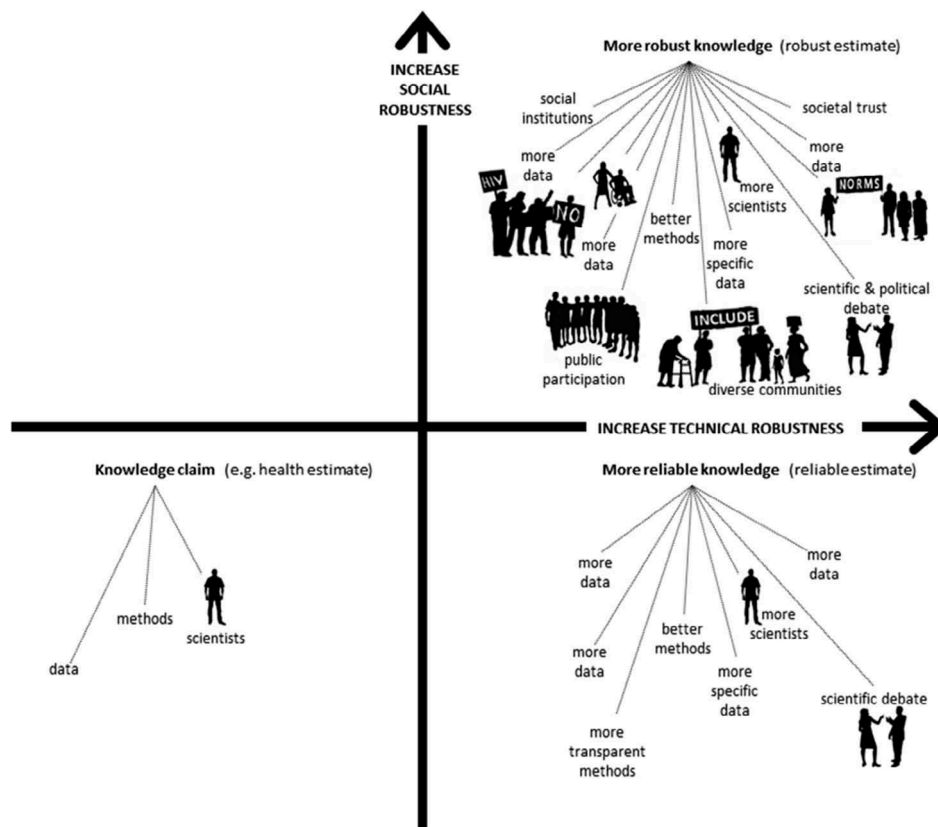 INCREASE
SOCIAL
ROBUSTNESS
More robust knowledge (robust estimate)
social
institutions
societal trust
more
data
more
data
HIV
NO
more
data
better
methods
more
specific
data
more
scientists
NORMS
scientific & political
debate
public
participation
INCLUDE
diverse communities
INCREASE TECHNICAL ROBUSTNESS
Knowledge claim (e.g. health estimate)
data
methods
scientists
More reliable knowledge (reliable estimate)
more
data
more
data
more
data
better
methods
more
scientists
more
specific
data
more
transparent
methods
scientific debate